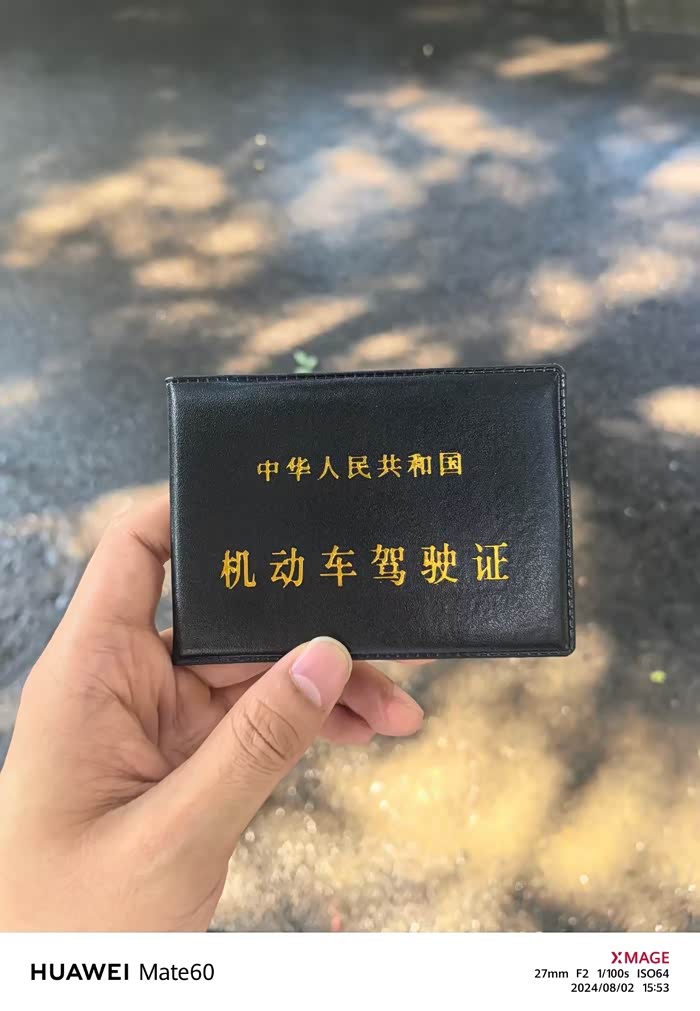 中华人民共和国
机动车驾驶证
HUAWEI Mate60
XMAGE
27mm F2 1/100s ISO64
2024/08/02 15:53